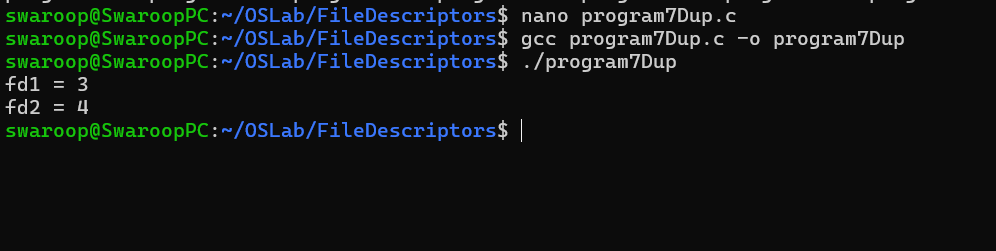 swaroop@SwaroopPC:~/OSLab/FileDescriptors$ nano program7Dup.c
swaroop@SwaroopPC:~/OSLab/FileDescriptors$ gcc program7Dup.c -o program7Dup
swaroop@SwaroopPC:~/OSLab/FileDescriptors$ ./program7Dup
fd1 = 3
fd2 = 4
swaroop@SwaroopPC:~/OSLab/FileDescriptors$